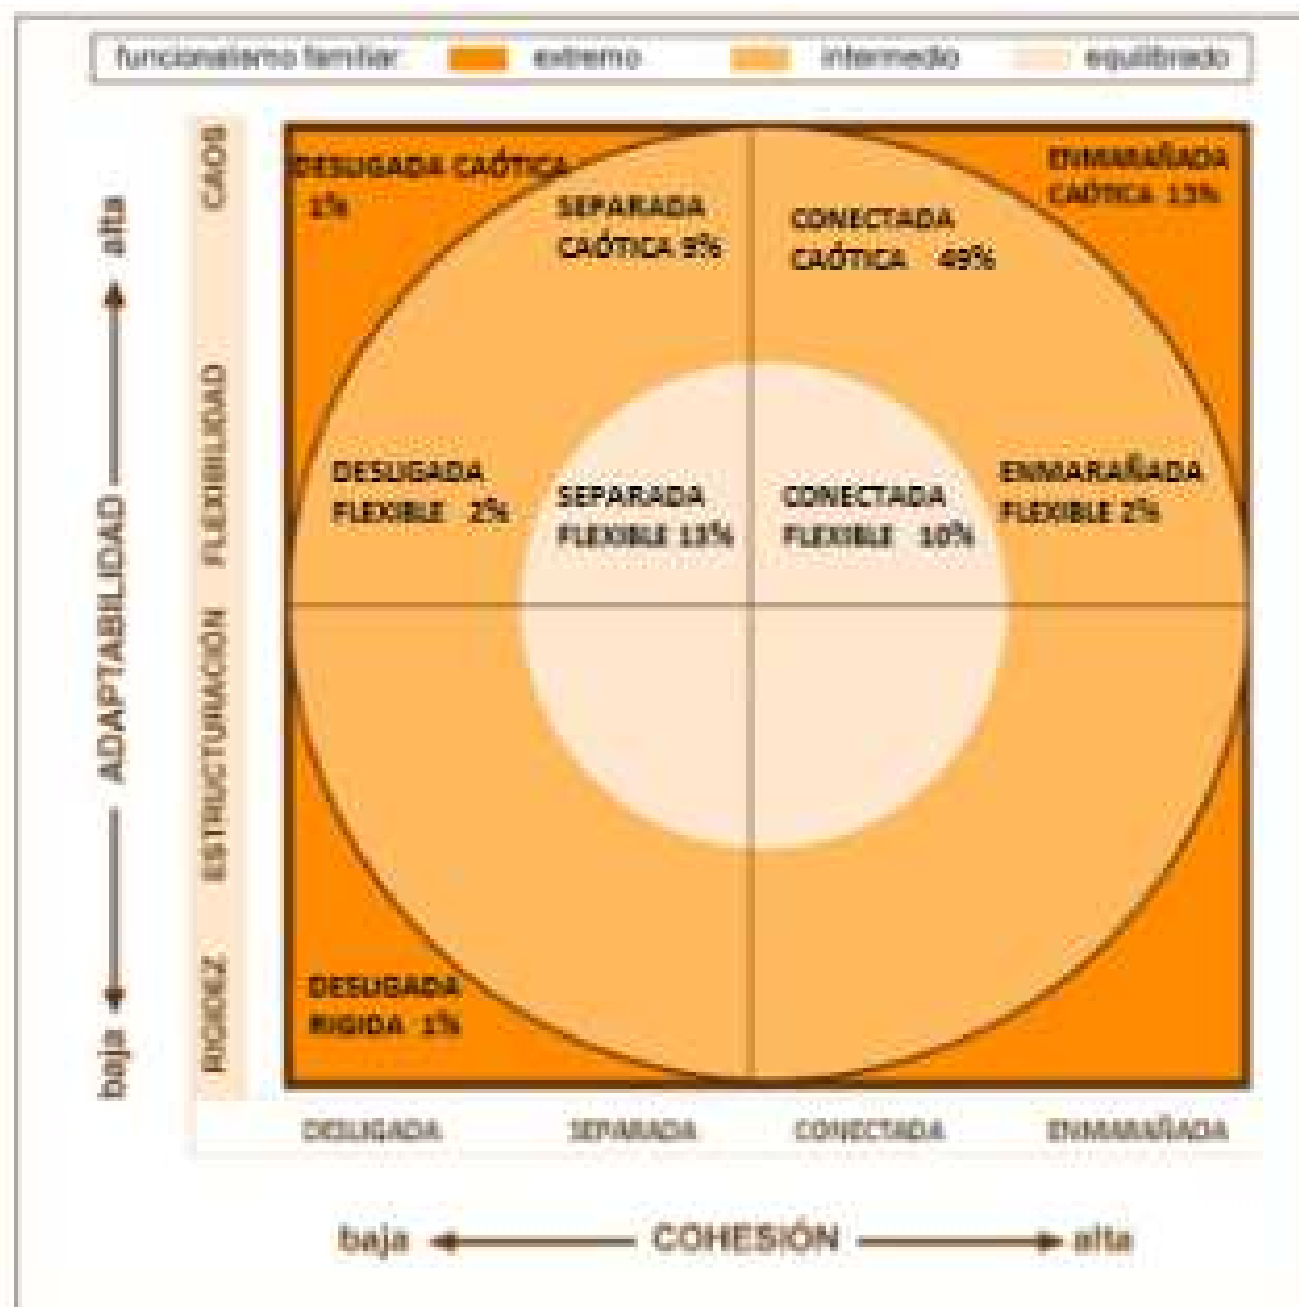 funcionalismo familiar extremo intermedio equilibrado
CAOS
FLEXIBILIDAD
ESTRUCTURACIÓN
RIGIDEZ
alta
ADAPTABILIDAD
baja
DESLIGADA CAÓTICA
1%
SEPARADA
CAÓTICA 9%
CONECTADA
CAÓTICA 49%
ENMARAÑADA
CAÓTICA 13%
DESLIGADA
FLEXIBLE 2%
SEPARADA
FLEXIBLE 13%
CONECTADA
FLEXIBLE 10%
ENMARAÑADA
FLEXIBLE 2%
DESLIGADA
RIGIDA 1%
DESLIGADA SEPARADA CONECTADA ENMARAÑADA
baja COHESIÓN alta